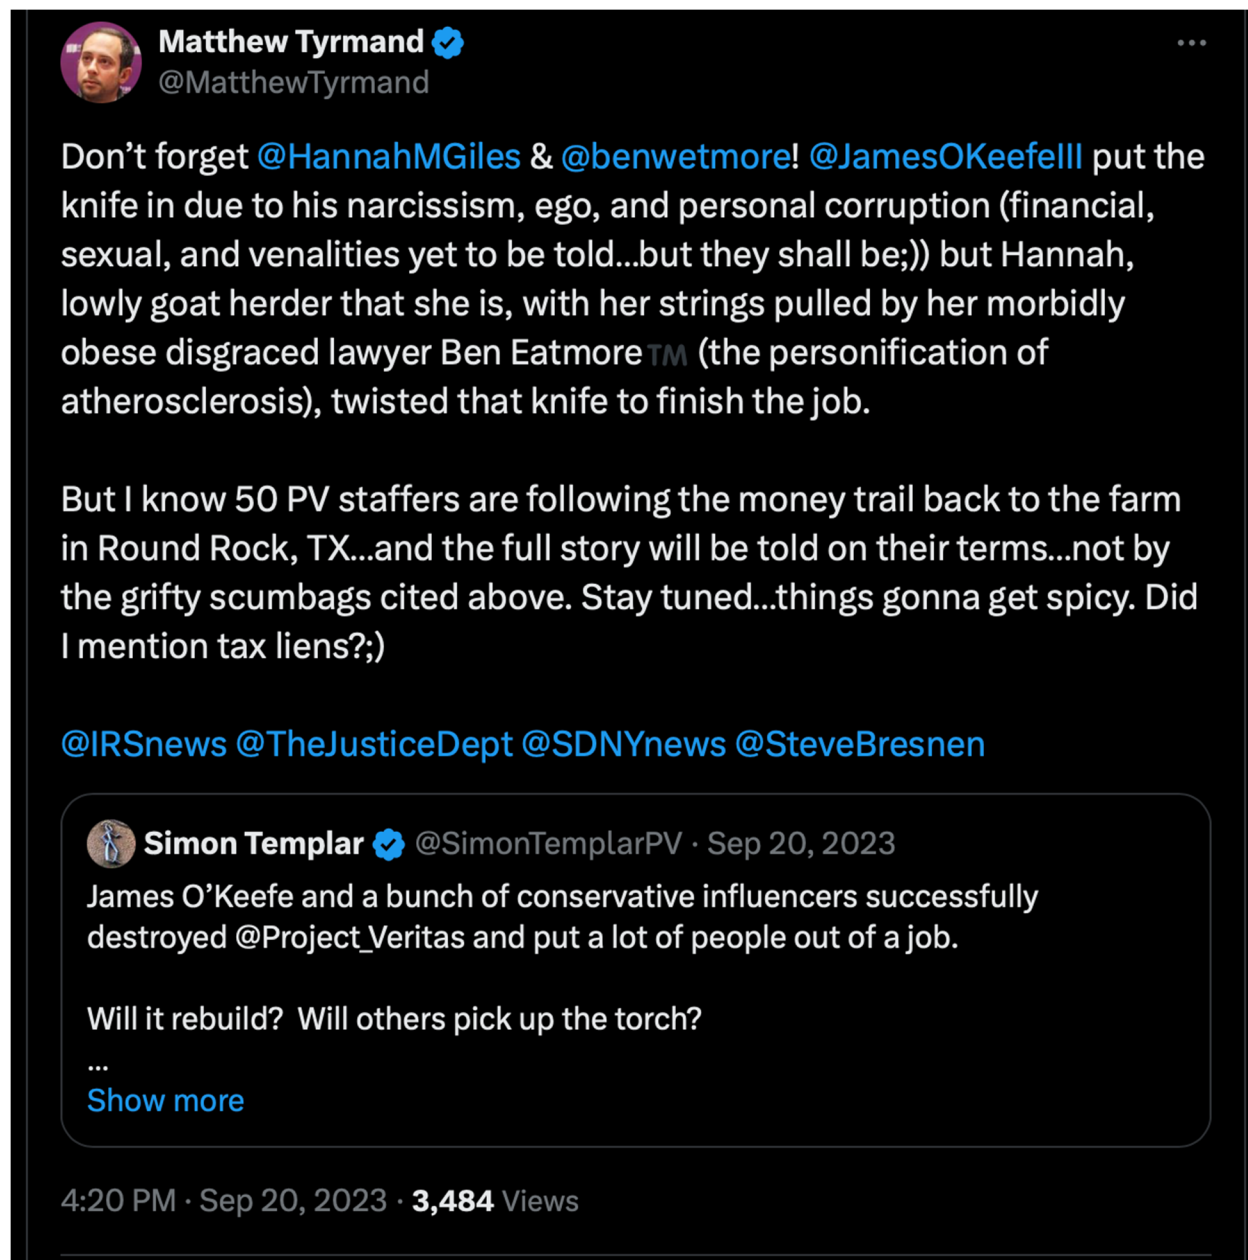 Matthew Tyrmand
@MatthewTyrmand
Don’t forget @HannahMGiles & @benwetmore! @JamesOKeefeIII put the
knife in due to his narcissism, ego, and personal corruption (financial,
sexual, and venalities yet to be told...but they shall be;)) but Hannah,
lowly goat herder that she is, with her strings pulled by her morbidly
obese disgraced lawyer Ben Eatmore™️ (the personification of
atherosclerosis), twisted that knife to finish the job.
But I know 50 PV staffers are following the money trail back to the farm
in Round Rock, TX...and the full story will be told on their terms...not by
the grifty scumbags cited above. Stay tuned...things gonna get spicy. Did
I mention tax liens?;)
@IRSnews @TheJusticeDept @SDNYnews @SteveBresnen
Simon Templar @SimonTemplarPV · Sep 20, 2023
James O’Keefe and a bunch of conservative influencers successfully
destroyed @Project_Veritas and put a lot of people out of a job.
Will it rebuild?  Will others pick up the torch?
...
Show more
4:20 PM · Sep 20, 2023 · 3,484 Views